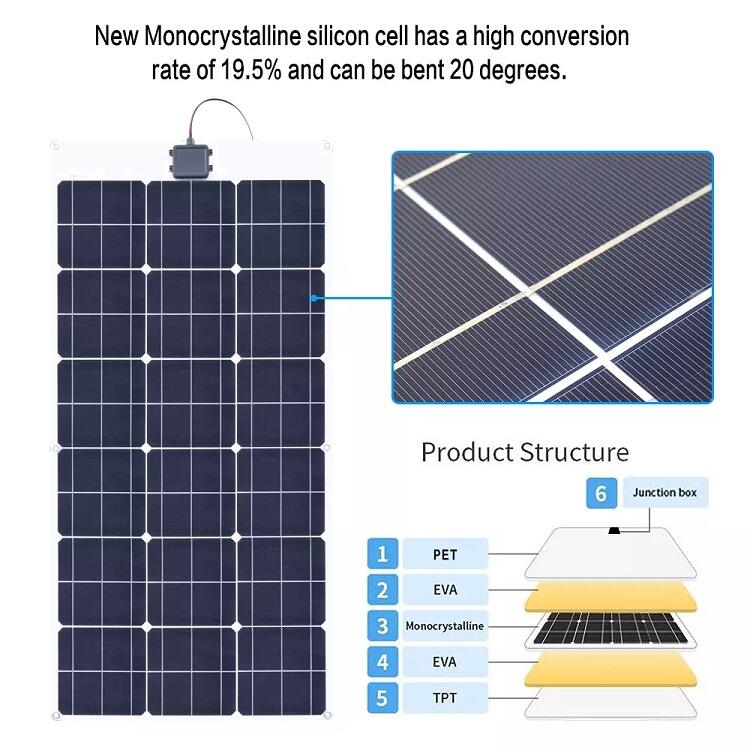 New Monocrystalline silicon cell has a high conversion
rate of 19.5% and can be bent 20 degrees.
Product Structure
6 Junction box
1 PET
2 EVA
3 Monocrystalline
4 EVA
5 TPT